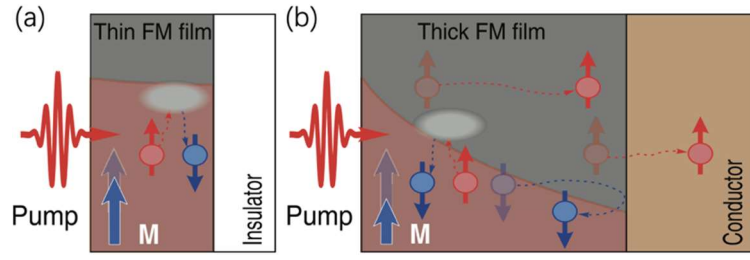 (a)
Thin FM film
Pump
M
Insulator
(b)
Thick FM film
Pump
M
Conductor